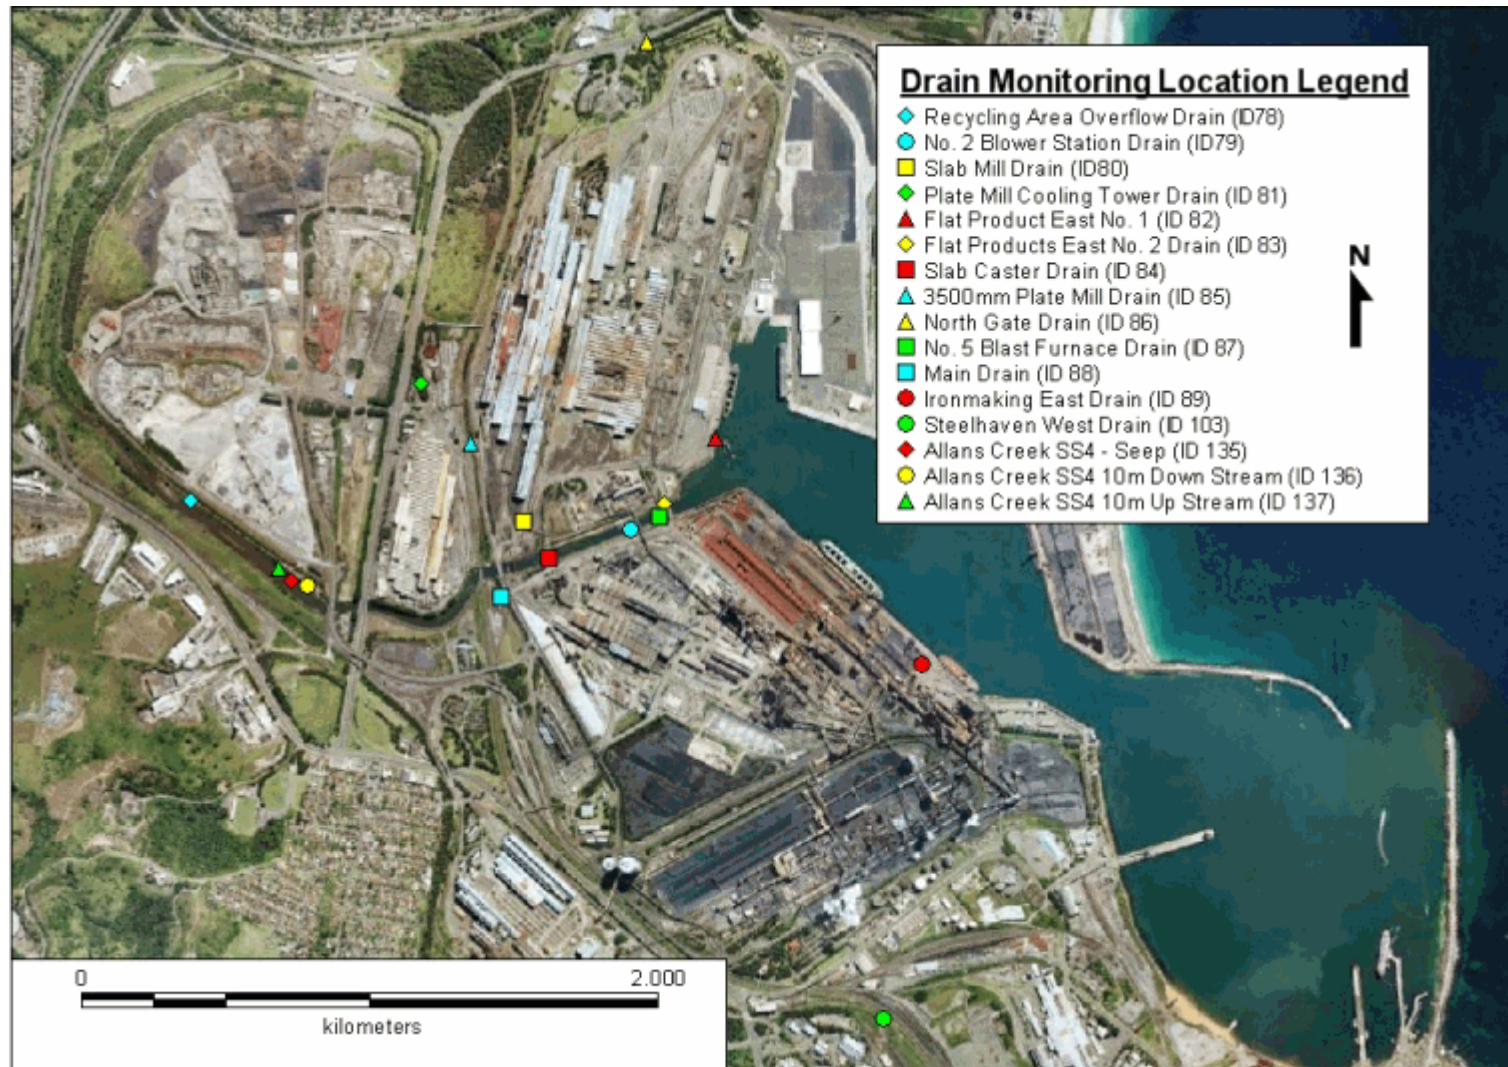 Drain Monitoring Location Legend
Recycling Area Overflow Drain (ID78)
No. 2 Blower Station Drain (ID79)
Slab Mill Drain (ID80)
Plate Mill Cooling Tower Drain (ID 81)
Flat Product East No. 1 (ID 82)
Flat Products East No. 2 Drain (ID 83)
Slab Caster Drain (ID 84)
3500mm Plate Mill Drain (ID 85)
North Gate Drain (ID 86)
No. 5 Blast Furnace Drain (ID 87)
Main Drain (ID 88)
Ironmaking East Drain (ID 89)
Steelhaven West Drain (ID 103)
Allans Creek SS4 - Seep (ID 135)
Allans Creek SS4 10m Down Stream (ID 136)
Allans Creek SS4 10m Up Stream (ID 137)
N
0 2.000
kilometers